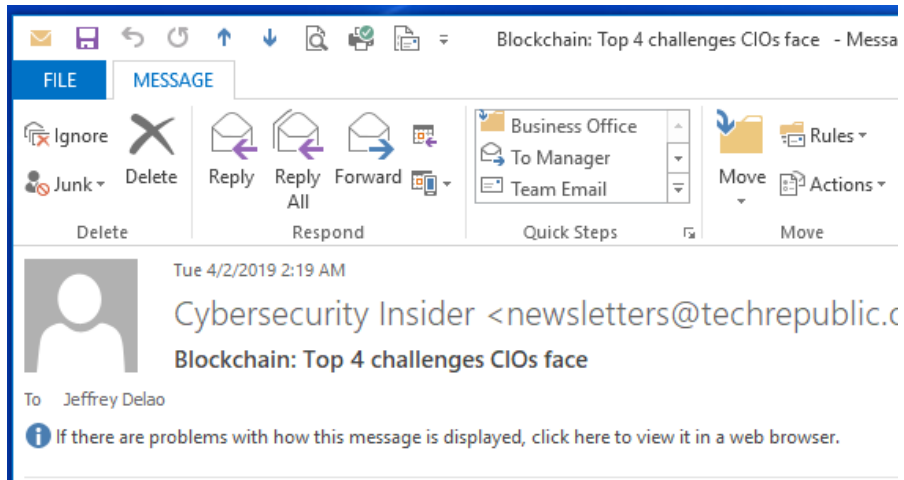 Blockchain: Top 4 challenges CIOs face - Messa
FILE MESSAGE
Ignore
Junk
Delete
Reply
Reply All
Forward
Business Office
To Manager
Team Email
Move
Rules
Actions
Delete Respond Quick Steps Move
Tue 4/2/2019 2:19 AM
Cybersecurity Insider <newsletters@techrepublic.c
Blockchain: Top 4 challenges CIOs face
To Jeffrey Delao
If there are problems with how this message is displayed, click here to view it in a web browser.